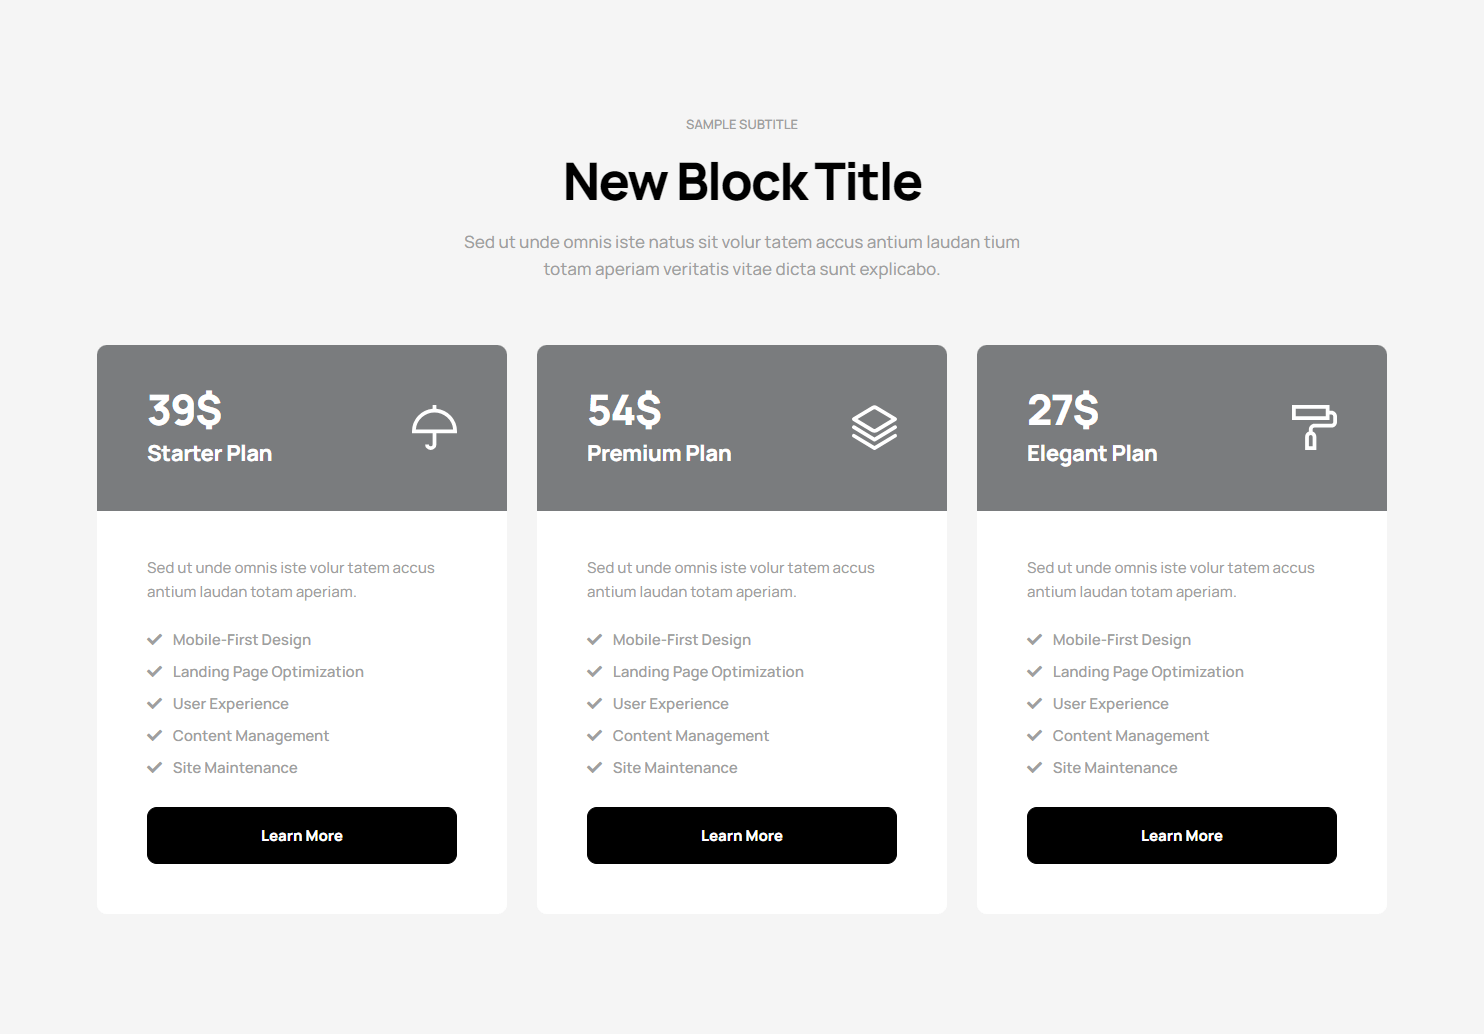 SAMPLE SUBTITLE
New Block Title
Sed ut unde omnis iste natus sit volur tatem accus antium laudan tium
totam aperiam veritatis vitae dicta sunt explicabo.
39$
Starter Plan
Sed ut unde omnis iste volur tatem accus
antium laudan totam aperiam.
Mobile-First Design
Landing Page Optimization
User Experience
Content Management
Site Maintenance
Learn More
54$
Premium Plan
Sed ut unde omnis iste volur tatem accus
antium laudan totam aperiam.
Mobile-First Design
Landing Page Optimization
User Experience
Content Management
Site Maintenance
Learn More
27$
Elegant Plan
Sed ut unde omnis iste volur tatem accus
antium laudan totam aperiam.
Mobile-First Design
Landing Page Optimization
User Experience
Content Management
Site Maintenance
Learn More